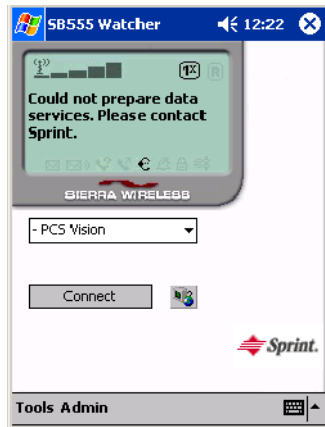 SB555 Watcher 12:22
1X R
Could not prepare data
services. Please contact
Sprint.
SIERRA WIRELESS
- PCS Vision
Connect
Sprint.
Tools Admin